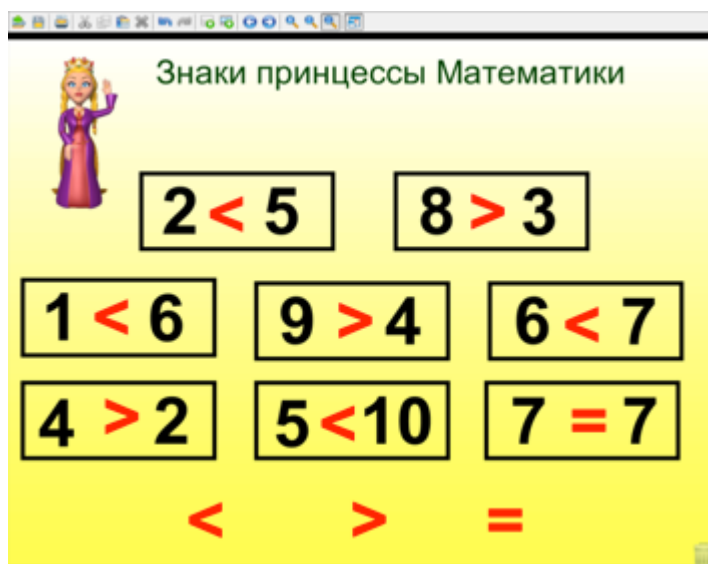 Знаки принцессы Математики
2 < 5 8 > 3
1 < 6 9 > 4 6 < 7
4 > 2 5 < 10 7 = 7
< > =